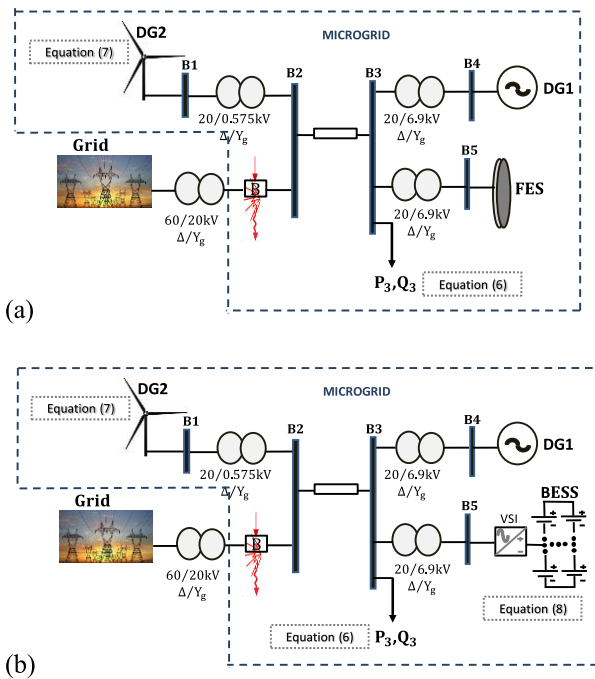 DG2
MICROGRID
Equation (7)
B1
B2
B3
B4
DG1
20/0.575kV
Δ/Yg
20/6.9kV
Δ/Yg
Grid
B
B5
FES
60/20kV
Δ/Yg
20/6.9kV
Δ/Yg
P3,Q3
Equation (6)
(a)
DG2
MICROGRID
Equation (7)
B1
B2
B3
B4
DG1
20/0.575kV
Δ/Yg
20/6.9kV
Δ/Yg
Grid
B
B5
VSI
BESS
60/20kV
Δ/Yg
20/6.9kV
Δ/Yg
Equation (8)
Equation (6)
P3,Q3
(b)